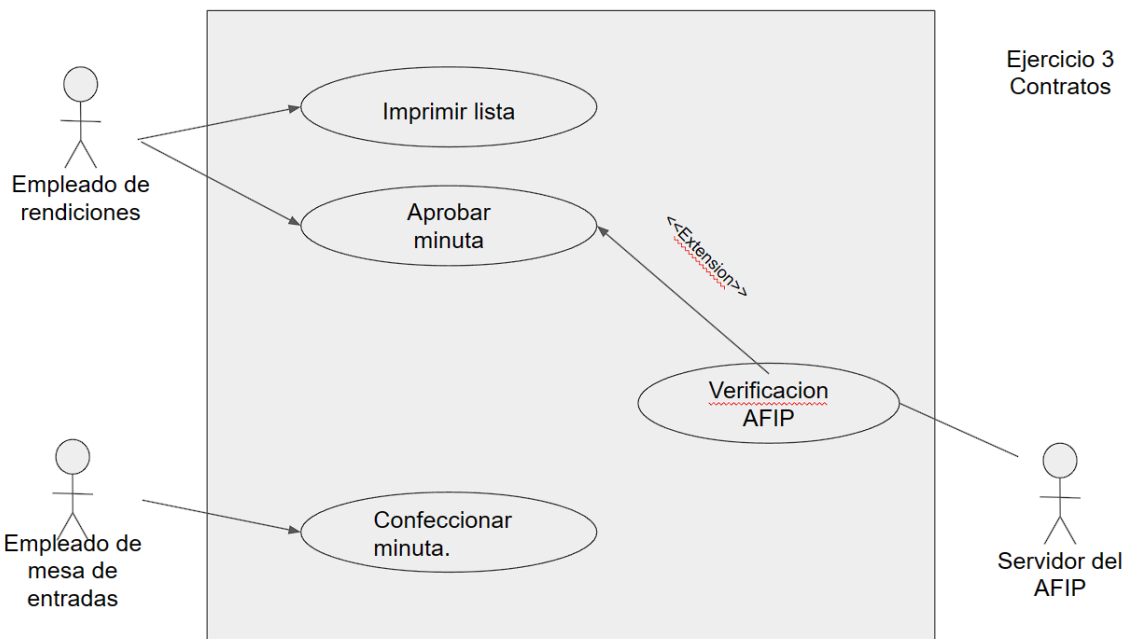 Ejercicio 3
Contratos
Imprimir lista
Empleado de
rendiciones
Aprobar
minuta
<<Extension>>
Verificacion
AFIP
Confeccionar
minuta.
Empleado de
mesa de
entradas
Servidor del
AFIP